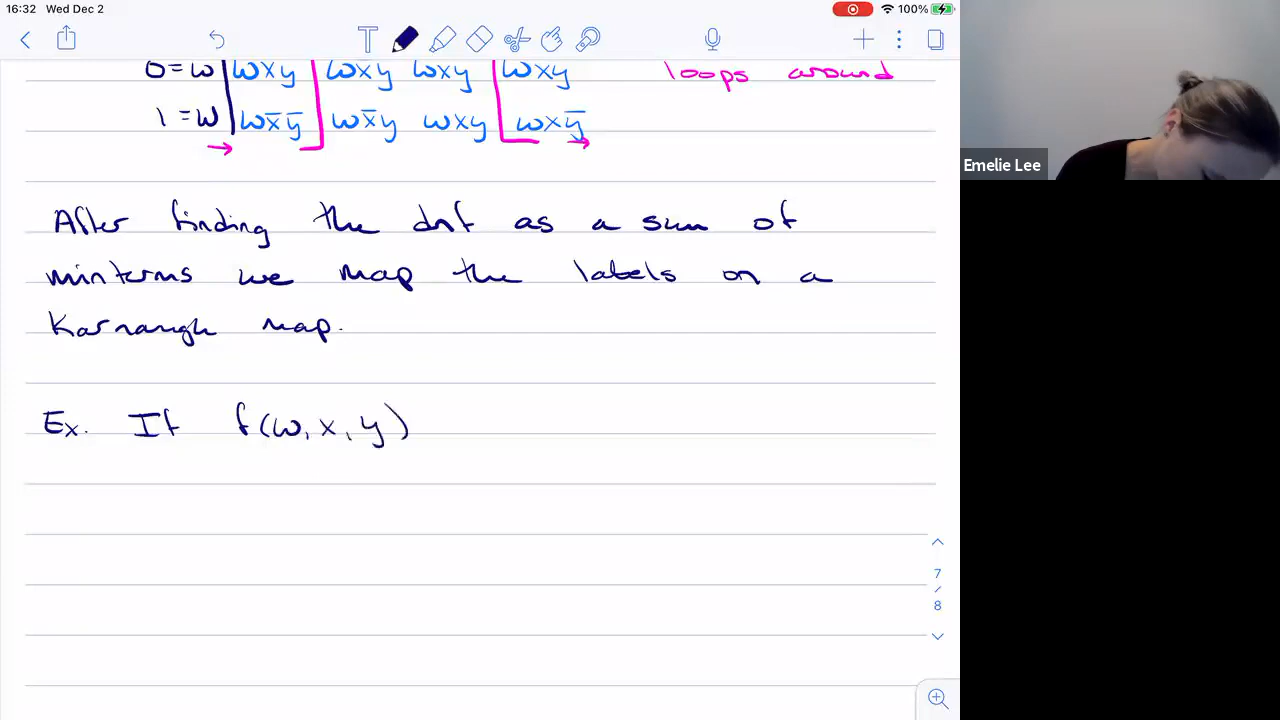 16:32 Wed Dec 2
100%
0=w wxy wxy wxy wxy loops around
1=w wx̄ȳ wx̄y wxy wxȳ
After finding the dnf as a sum of
minterms we map the labels on a
Karnaugh map.
Ex. If f(w, x, y)
Emelie Lee
7
/
8